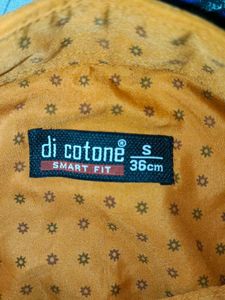 di cotone®
SMART FIT
S
36cm